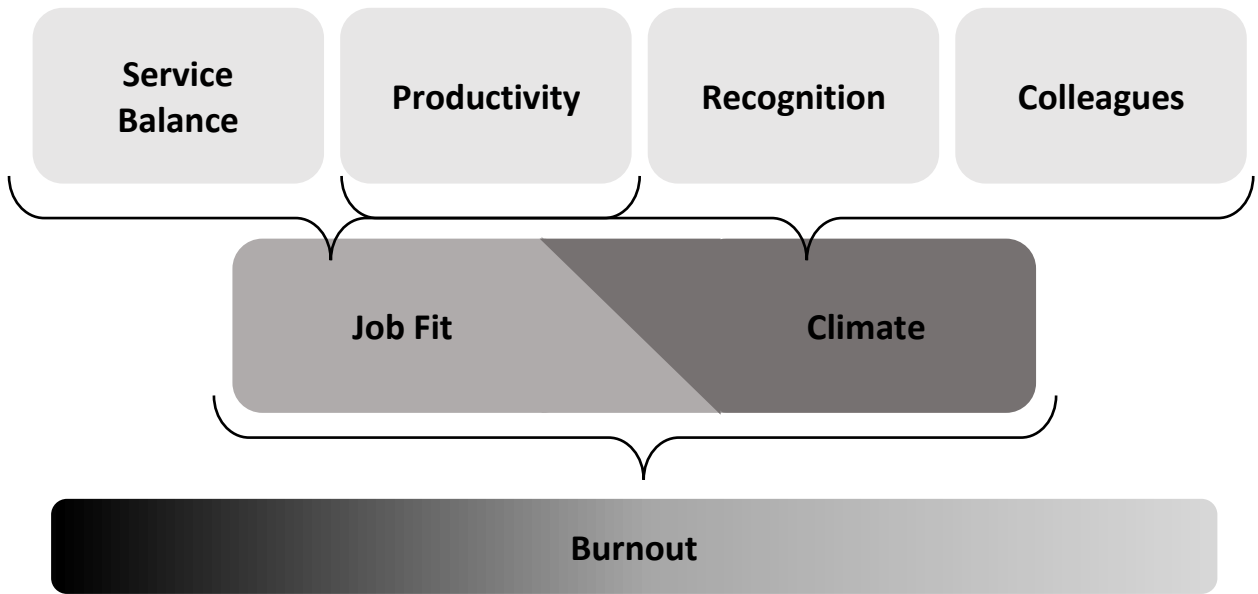 Service
Balance
Productivity
Recognition
Colleagues
Job Fit
Climate
Burnout